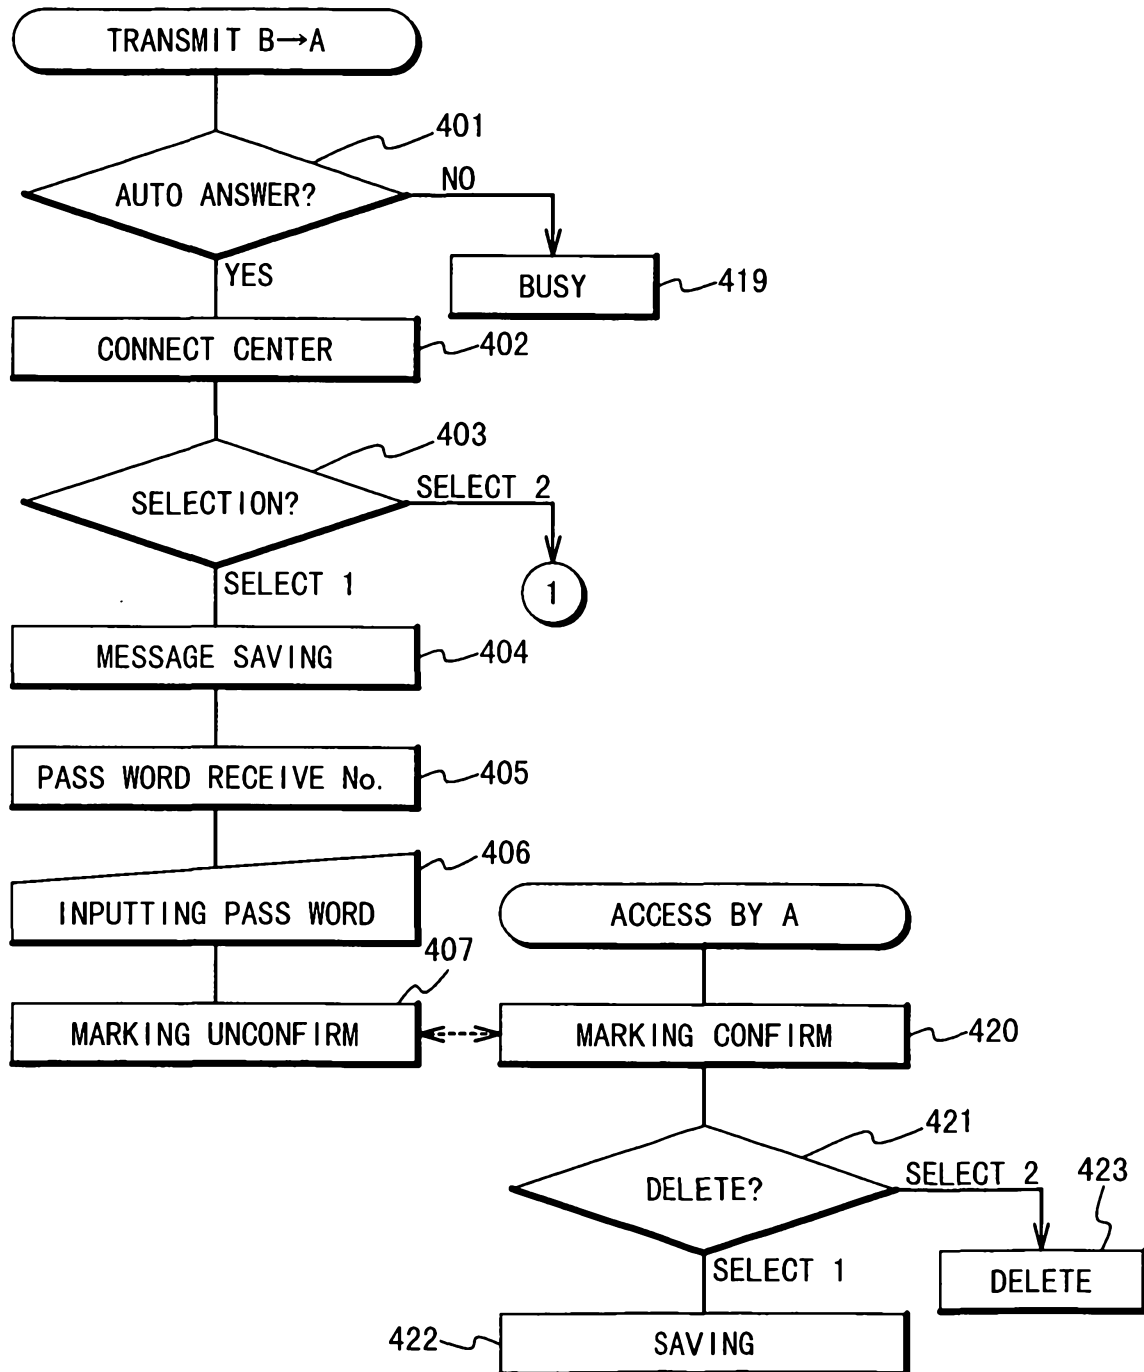 TRANSMIT B→A
401
AUTO ANSWER?
NO
YES
BUSY
419
CONNECT CENTER
402
403
SELECTION?
SELECT 2
SELECT 1
1
MESSAGE SAVING
404
PASS WORD RECEIVE No.
405
406
INPUTTING PASS WORD
ACCESS BY A
407
MARKING UNCONFIRM
MARKING CONFIRM
420
421
DELETE?
SELECT 2
423
SELECT 1
DELETE
422
SAVING